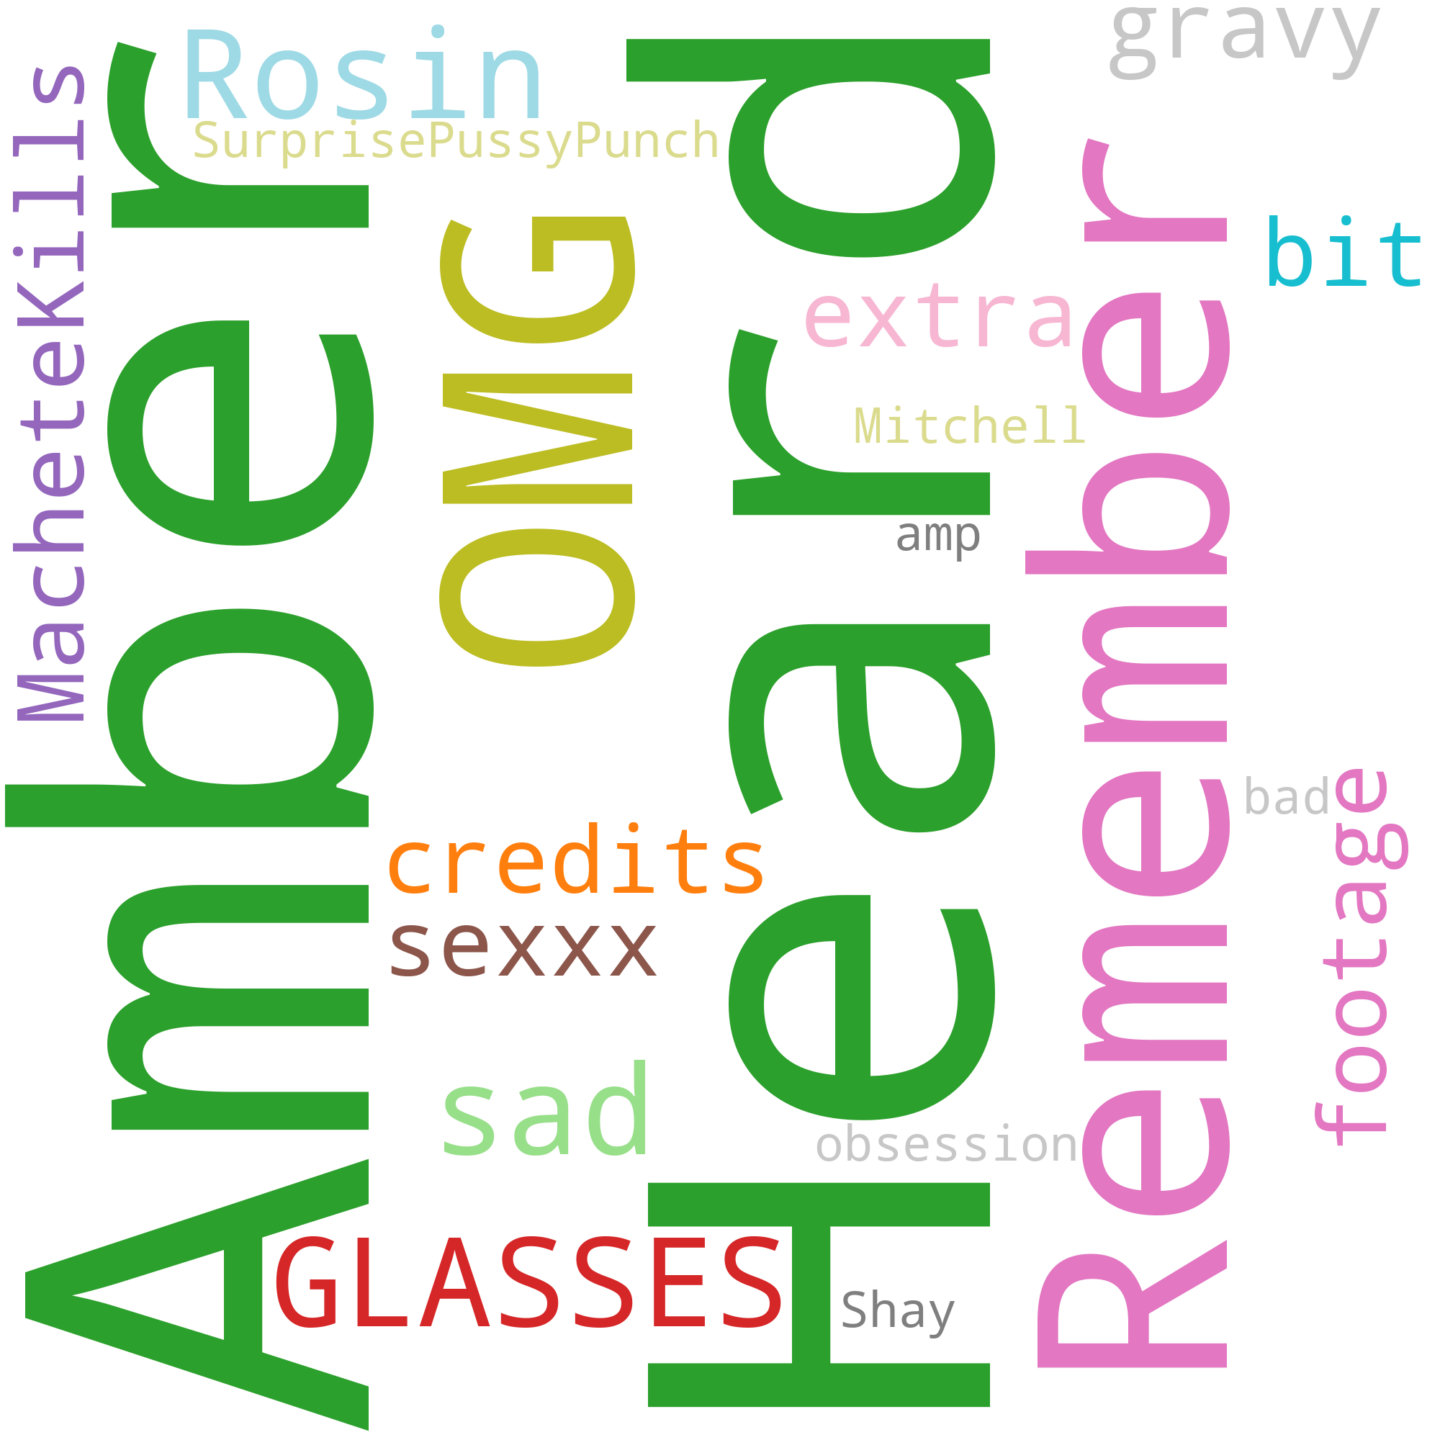 gravy
Rosin
SurprisePussyPunch
MacheteKills
Amber
OMG
Heard
Remember
bit
extra
Mitchell
amp
bad
footage
credits
sexxx
sad
obsession
GLASSES
Shay